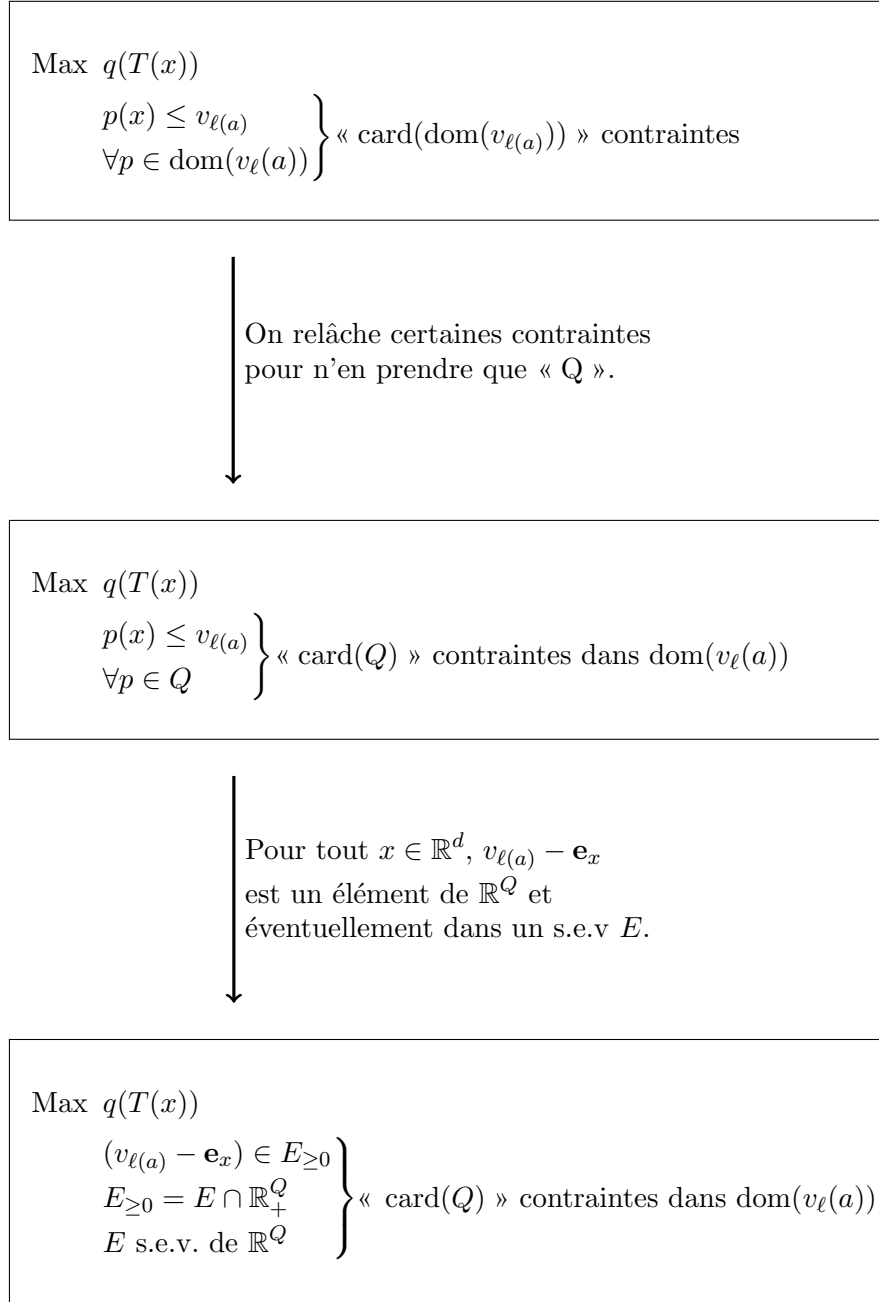 Max q(T(x))
p(x) ≤ v_{ℓ(a)}
∀p ∈ dom(v_ℓ(a)) } « card(dom(v_{ℓ(a)})) » contraintes
On relâche certaines contraintes
pour n'en prendre que « Q ».
Max q(T(x))
p(x) ≤ v_{ℓ(a)}
∀p ∈ Q } « card(Q) » contraintes dans dom(v_ℓ(a))
Pour tout x ∈ ℝ^d, v_{ℓ(a)} − 𝐞_x
est un élément de ℝ^Q et
éventuellement dans un s.e.v E.
Max q(T(x))
(v_{ℓ(a)} − 𝐞_x) ∈ E_{≥0}
E_{≥0} = E ∩ ℝ_+^Q } « card(Q) » contraintes dans dom(v_ℓ(a))
E s.e.v. de ℝ^Q